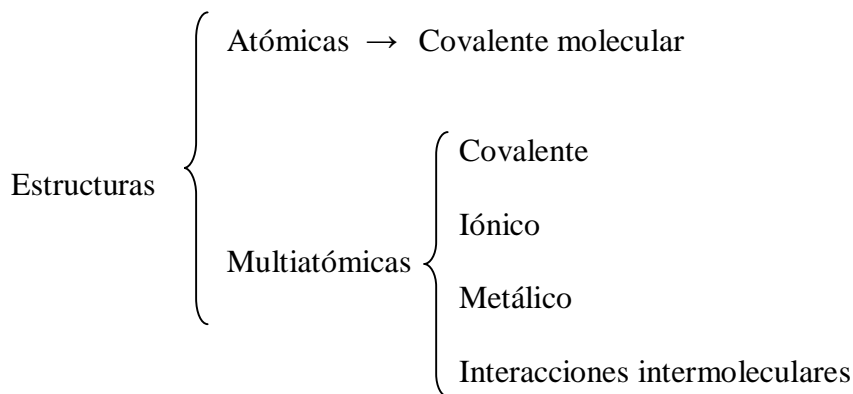 Atómicas → Covalente molecular
Covalente
Estructuras
Iónico
Multiatómicas
Metálico
Interacciones intermoleculares